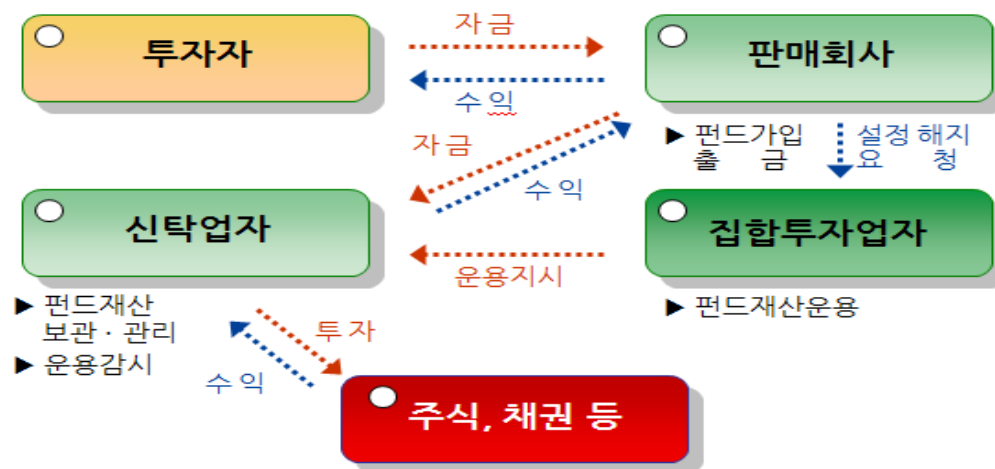 투자자
자 금
수 익
판매회사
▶ 펀드가입
출 금
설정 해지
요 청
자 금
수 익
신탁업자
집합투자업자
운용지시
▶ 펀드재산
보관 · 관리
▶ 운용감시
▶ 펀드재산운용
투 자
수 익
주식, 채권 등